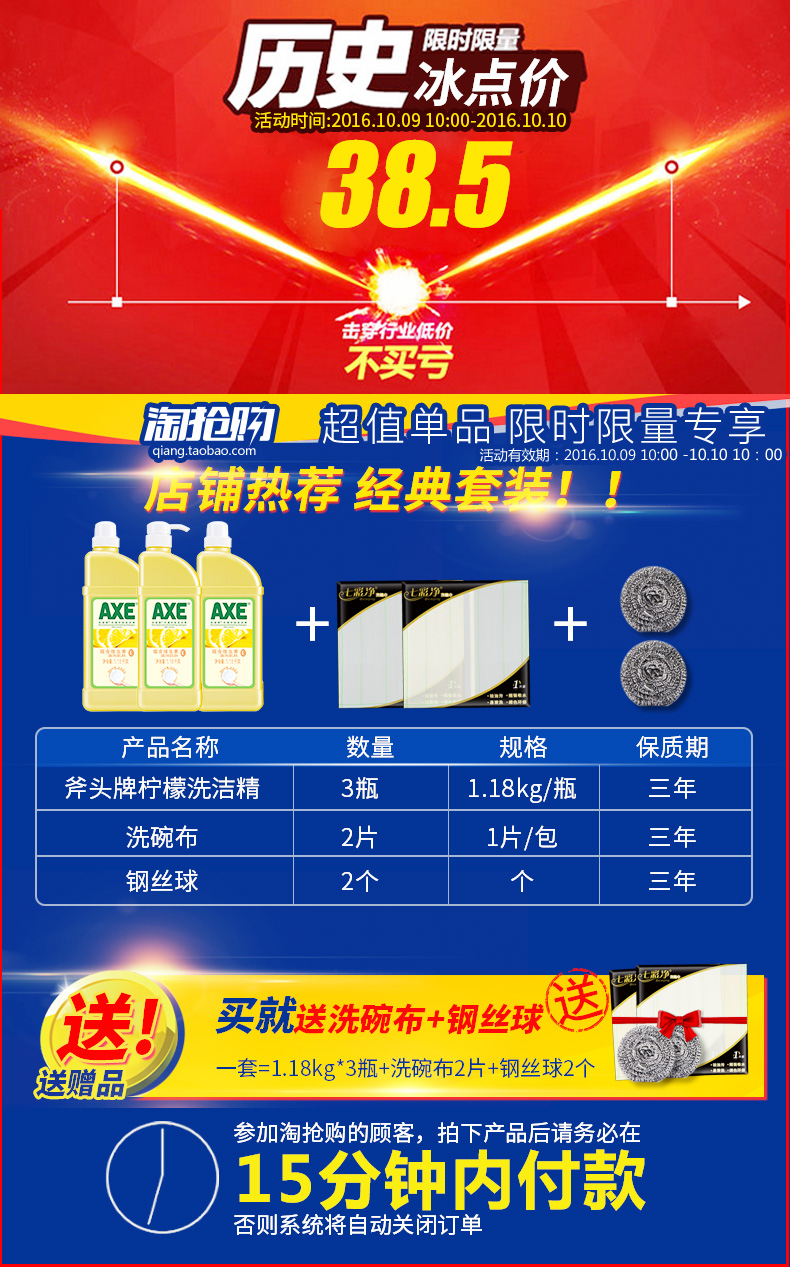 历史
限时限量
冰点价
活动时间:2016.10.09 10:00-2016.10.10
38.5
击穿行业低价
不买亏
淘抢购
qiang.taobao.com
超值单品 限时限量专享
活动有效期：2016.10.09 10:00 -10.10 10：00
店铺热荐 经典套装！！
AXE
AXE
AXE
+
七彩净
七彩净
+
产品名称 数量 规格 保质期
斧头牌柠檬洗洁精 3瓶 1.18kg/瓶 三年
洗碗布 2片 1片/包 三年
钢丝球 2个 个 三年
送!
送赠品
买就送洗碗布+钢丝球
送
一套=1.18kg*3瓶+洗碗布2片+钢丝球2个
七彩净
七彩净
参加淘抢购的顾客，拍下产品后请务必在
15分钟内付款
否则系统将自动关闭订单